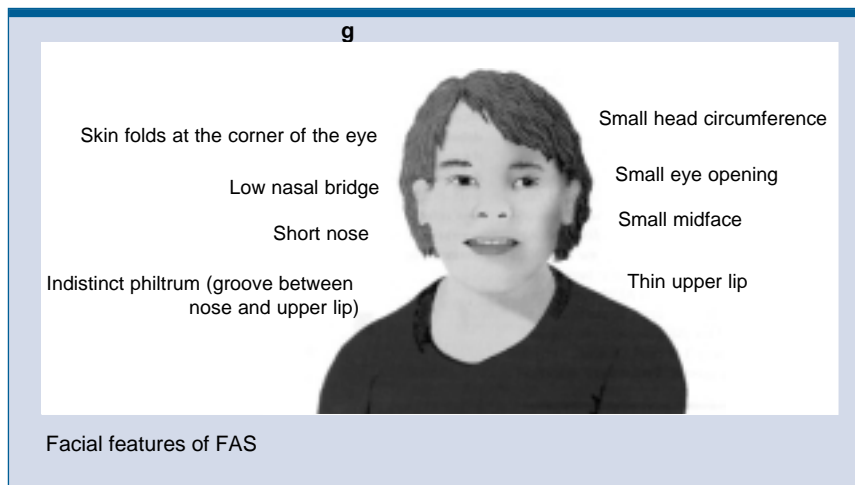 g
Skin folds at the corner of the eye
Low nasal bridge
Short nose
Indistinct philtrum (groove between
nose and upper lip)
Small head circumference
Small eye opening
Small midface
Thin upper lip
Facial features of FAS